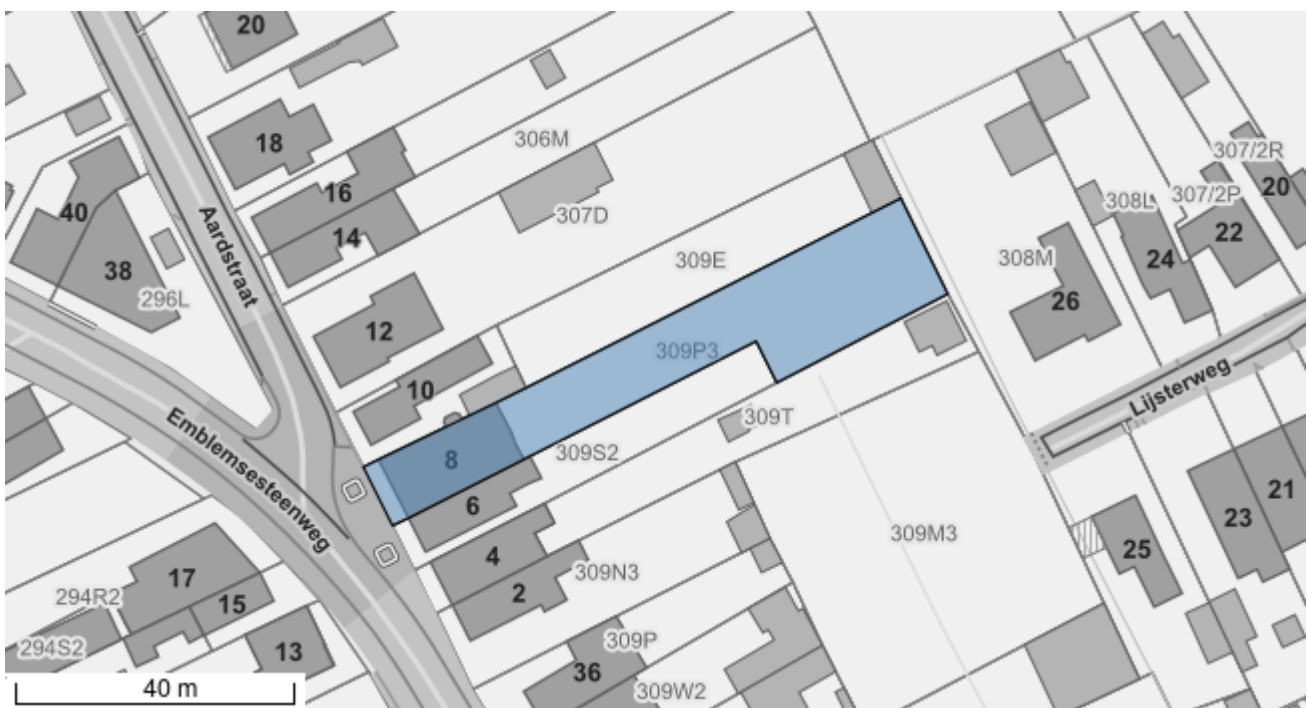 20
306M
18
307/2R
16
20
307/2P
40
14
307D
308L
22
Aardstraat
309E
308M
24
38
296L
26
12
309P3
10
Lijsterweg
309T
Emblemsesteenweg
8
309S2
6
21
23
309M3
4
25
17
309N3
2
294R2
15
309P
294S2
13
36
40 m
309W2